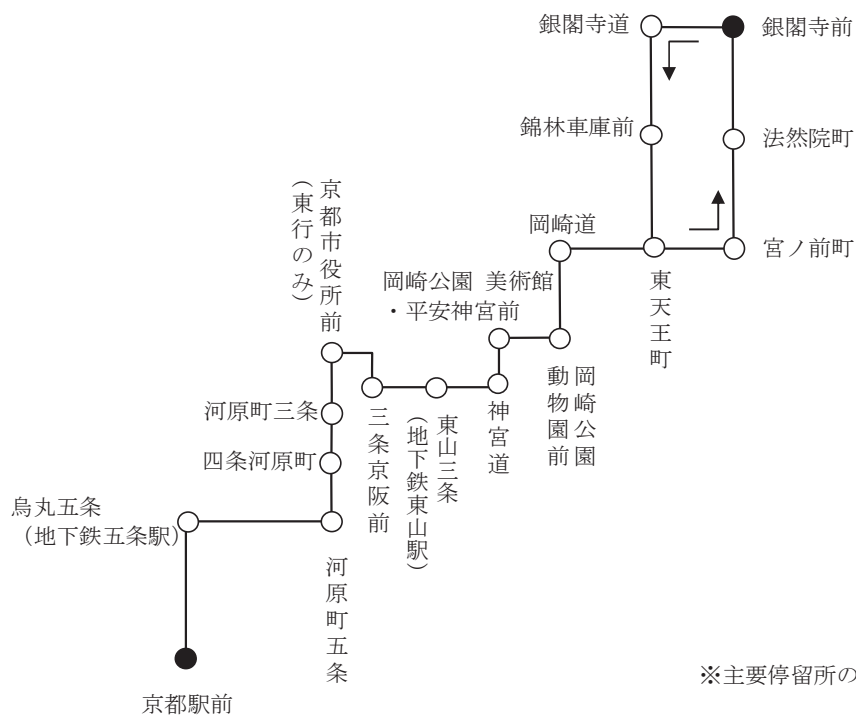 銀閣寺道
銀閣寺前
錦林車庫前
法然院町
京都市役所前
（東行のみ）
岡崎道
宮ノ前町
岡崎公園 美術館
・平安神宮前
東天王町
河原町三条
四条河原町
三条京阪前
東山三条
（地下鉄東山駅）
神宮道
岡崎公園
動物園前
烏丸五条
（地下鉄五条駅）
河原町五条
京都駅前
※主要停留所の